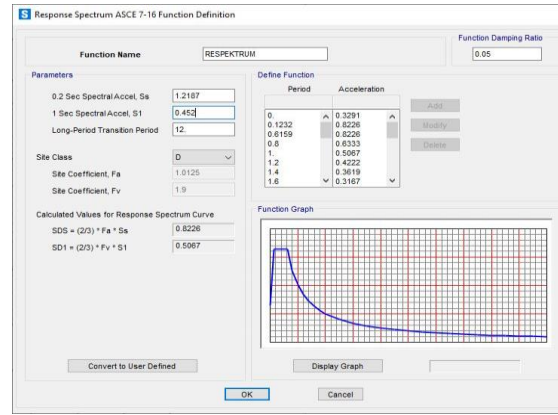 S Response Spectrum ASCE 7-16 Function Definition
Function Damping Ratio
Function Name RESPEKTRUM 0.05
Parameters
0.2 Sec Spectral Accel, Ss 1.2187
1 Sec Spectral Accel, S1 0.452
Long-Period Transition Period 12.
Site Class D
Site Coefficient, Fa 1.0125
Site Coefficient, Fv 1.9
Calculated Values for Response Spectrum Curve
SDS = (2/3) * Fa * Ss 0.8226
SD1 = (2/3) * Fv * S1 0.5067
Convert to User Defined
Define Function
Period Acceleration
0. 0.3291
0.1232 0.8226
0.6159 0.8226
0.8 0.6333
1. 0.5067
1.2 0.4222
1.4 0.3619
1.6 0.3167
Add
Modify
Delete
Function Graph
Display Graph
OK Cancel